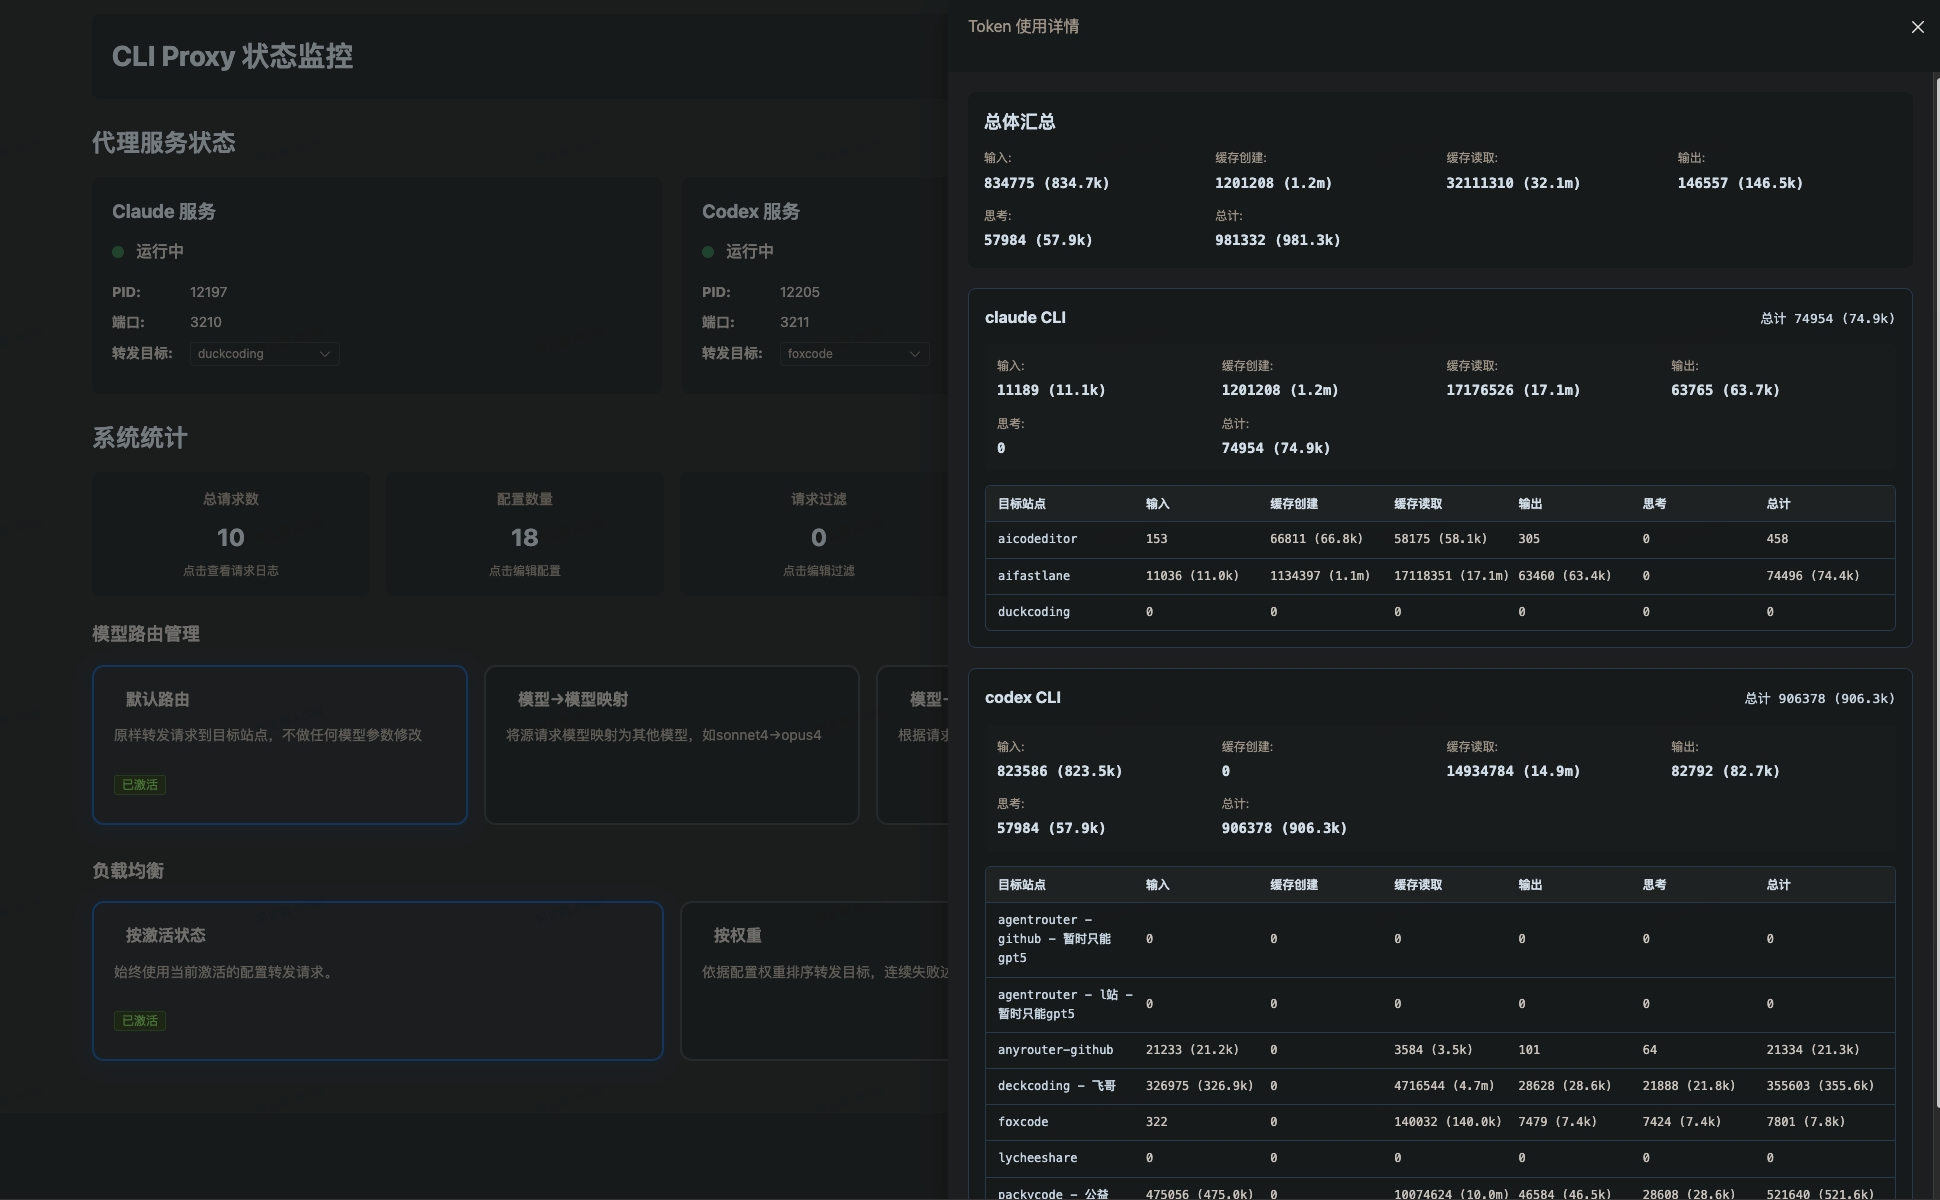 CLI Proxy 状态监控
代理服务状态
Claude 服务
运行中
PID: 12197
端口: 3210
转发目标: duckcoding
Codex 服务
运行中
PID: 12205
端口: 3211
转发目标: foxcode
系统统计
总请求数
10
点击查看请求日志
配置数量
18
点击编辑配置
请求过滤
0
点击编辑过滤
模型路由管理
默认路由
原样转发请求到目标站点，不做任何模型参数修改
已激活
模型→模型映射
将源请求模型映射为其他模型，如sonnet4→opus4
模型
根据请求
负载均衡
按激活状态
始终使用当前激活的配置转发请求。
已激活
按权重
依据配置权重排序转发目标，连续失败达
Token 使用详情
总体汇总
输入: 缓存创建: 缓存读取: 输出:
834775 (834.7k) 1201208 (1.2m) 32111310 (32.1m) 146557 (146.5k)
思考: 总计:
57984 (57.9k) 981332 (981.3k)
claude CLI 总计 74954 (74.9k)
输入: 缓存创建: 缓存读取: 输出:
11189 (11.1k) 1201208 (1.2m) 17176526 (17.1m) 63765 (63.7k)
思考: 总计:
0 74954 (74.9k)
目标站点 输入 缓存创建 缓存读取 输出 思考 总计
aicodeditor 153 66811 (66.8k) 58175 (58.1k) 305 0 458
aifastlane 11036 (11.0k) 1134397 (1.1m) 17118351 (17.1m) 63460 (63.4k) 0 74496 (74.4k)
duckcoding 0 0 0 0 0 0
codex CLI 总计 906378 (906.3k)
输入: 缓存创建: 缓存读取: 输出:
823586 (823.5k) 0 14934784 (14.9m) 82792 (82.7k)
思考: 总计:
57984 (57.9k) 906378 (906.3k)
目标站点 输入 缓存创建 缓存读取 输出 思考 总计
agentrouter –
github – 暂时只能 0 0 0 0 0 0
gpt5
agentrouter – l站 –
暂时只能gpt5 0 0 0 0 0 0
anyrouter-github 21233 (21.2k) 0 3584 (3.5k) 101 64 21334 (21.3k)
deckcoding – 飞哥 326975 (326.9k) 0 4716544 (4.7m) 28628 (28.6k) 21888 (21.8k) 355603 (355.6k)
foxcode 322 0 140032 (140.0k) 7479 (7.4k) 7424 (7.4k) 7801 (7.8k)
lycheeshare 0 0 0 0 0 0
packycode – 公益 475056 (475.0k) 0 10074624 (10.0m) 46584 (46.5k) 28608 (28.6k) 521640 (521.6k)